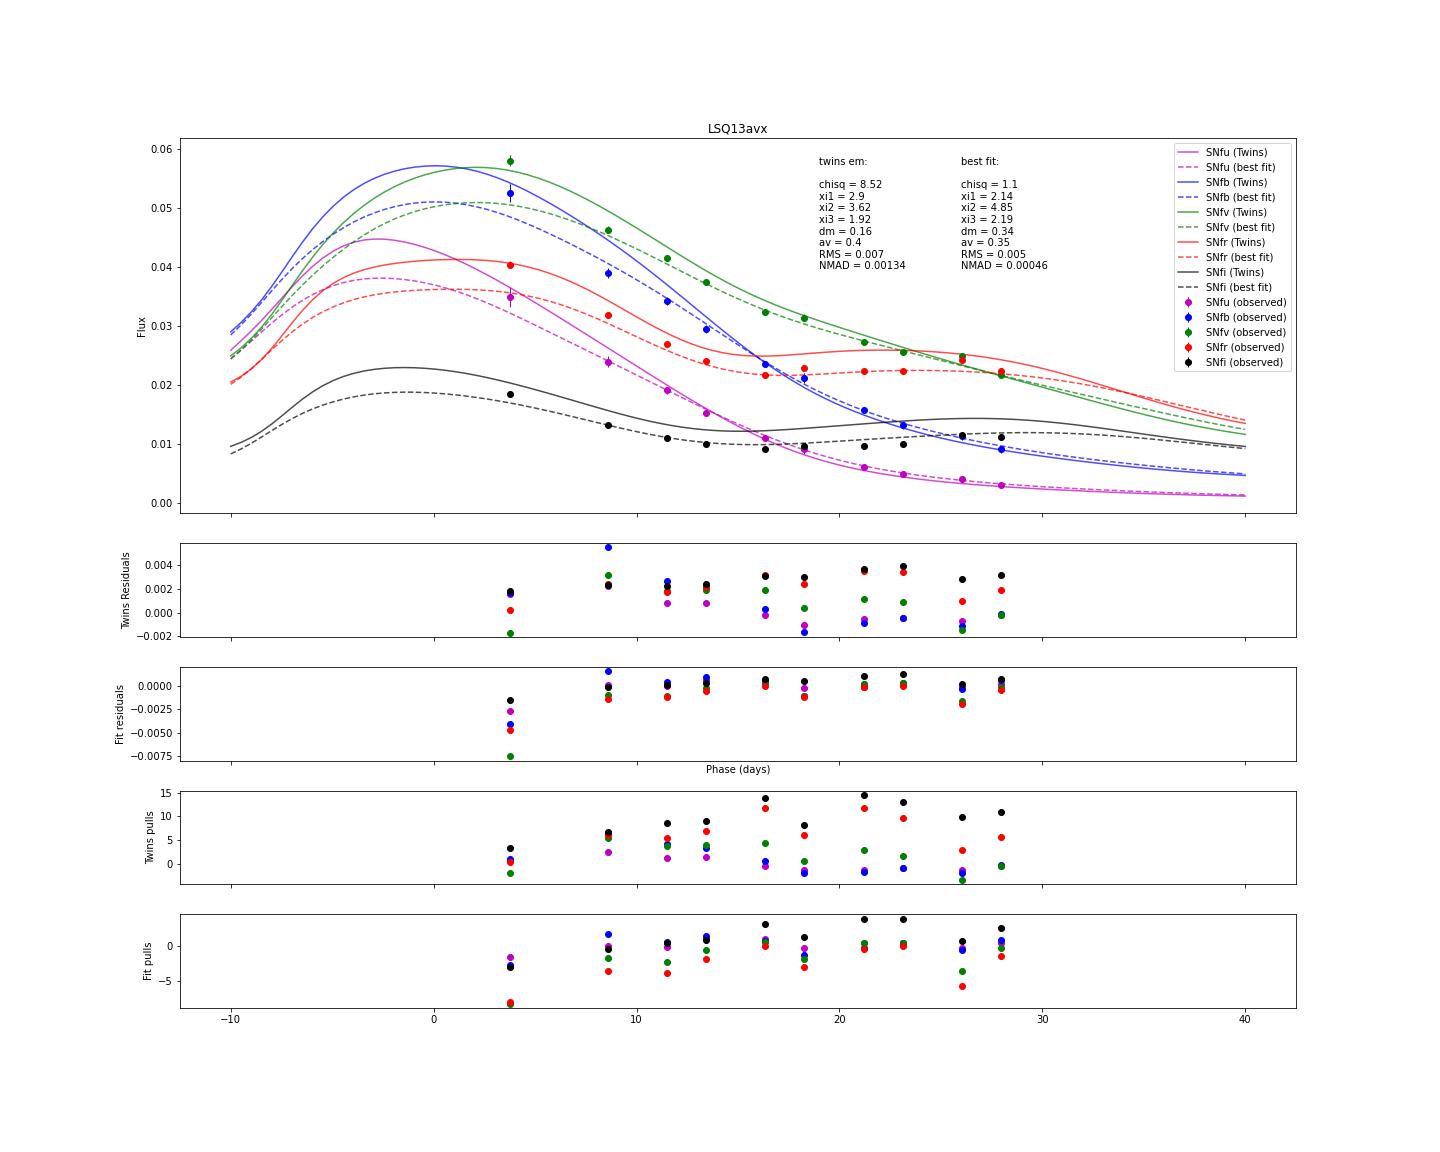 LSQ13avx
0.06
0.05
0.04
0.03
0.02
0.01
0.00
Flux
twins em:
chisq = 8.52
xi1 = 2.9
xi2 = 3.62
xi3 = 1.92
dm = 0.16
av = 0.4
RMS = 0.007
NMAD = 0.00134
best fit:
chisq = 1.1
xi1 = 2.14
xi2 = 4.85
xi3 = 2.19
dm = 0.34
av = 0.35
RMS = 0.005
NMAD = 0.00046
SNfu (Twins)
SNfu (best fit)
SNfb (Twins)
SNfb (best fit)
SNfv (Twins)
SNfv (best fit)
SNfr (Twins)
SNfr (best fit)
SNfi (Twins)
SNfi (best fit)
SNfu (observed)
SNfb (observed)
SNfv (observed)
SNfr (observed)
SNfi (observed)
0.004
0.002
0.000
−0.002
Twins Residuals
0.0000
−0.0025
−0.0050
−0.0075
Fit residuals
Phase (days)
15
10
5
0
Twins pulls
0
−5
Fit pulls
−10
0
10
20
30
40